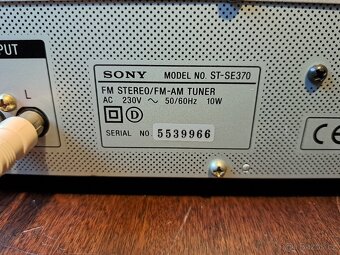 PUT
L
SONY MODEL NO. ST-SE370
FM STEREO/FM-AM TUNER
AC 230V ～ 50/60Hz 10W
D
SERIAL NO. 5539966
CE